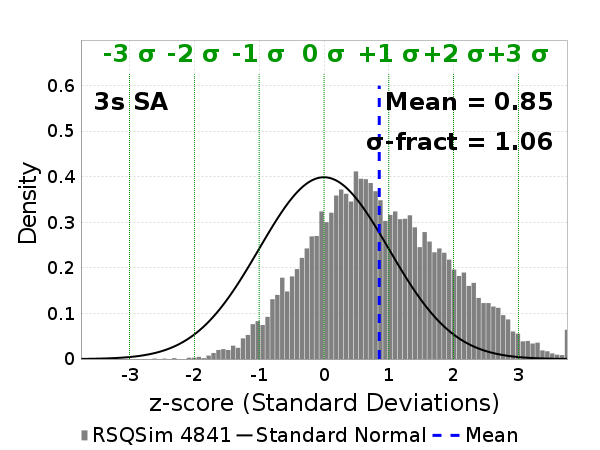 -3 σ -2 σ -1 σ 0 σ +1 σ +2 σ +3 σ
0.6
3s SA
Mean = 0.85
0.5
σ-fract = 1.06
0.4
0.3
0.2
0.1
0
Density
-3 -2 -1 0 1 2 3
z-score (Standard Deviations)
RSQSim 4841 Standard Normal Mean